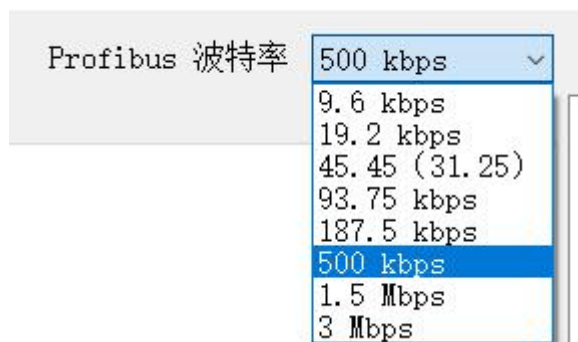 Profibus 波特率 500 kbps
9.6 kbps
19.2 kbps
45.45 (31.25)
93.75 kbps
187.5 kbps
500 kbps
1.5 Mbps
3 Mbps